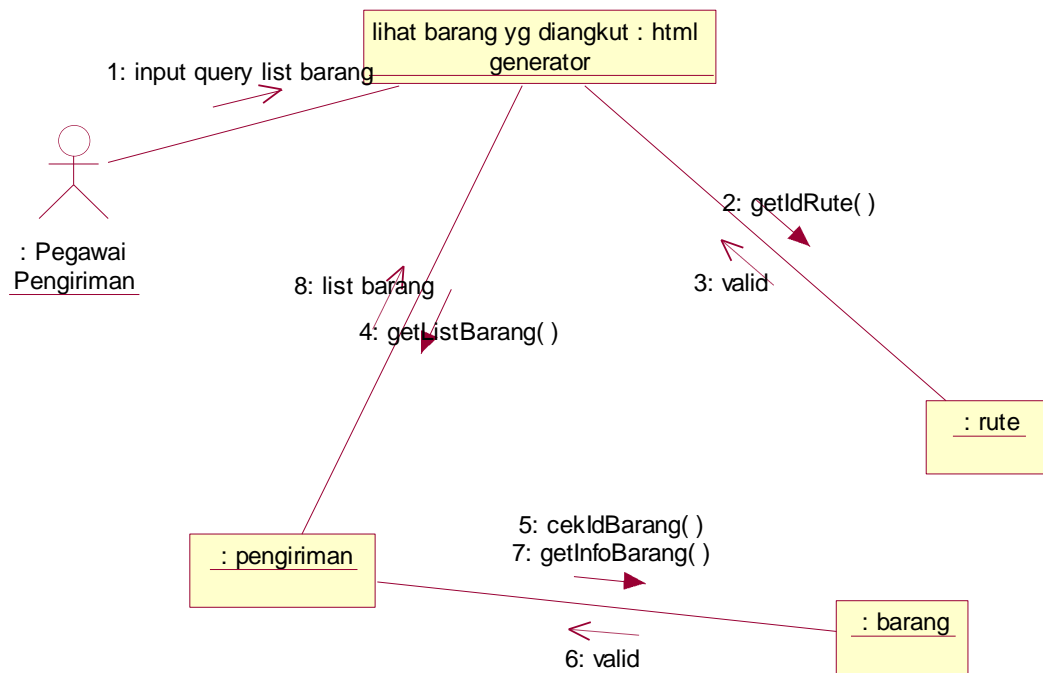 lihat barang yg diangkut : html
generator
1: input query list barang
2: getIdRute( )
: Pegawai
Pengiriman
8: list barang
3: valid
4: getListBarang( )
: rute
5: cekIdBarang( )
7: getInfoBarang( )
: pengiriman
: barang
6: valid